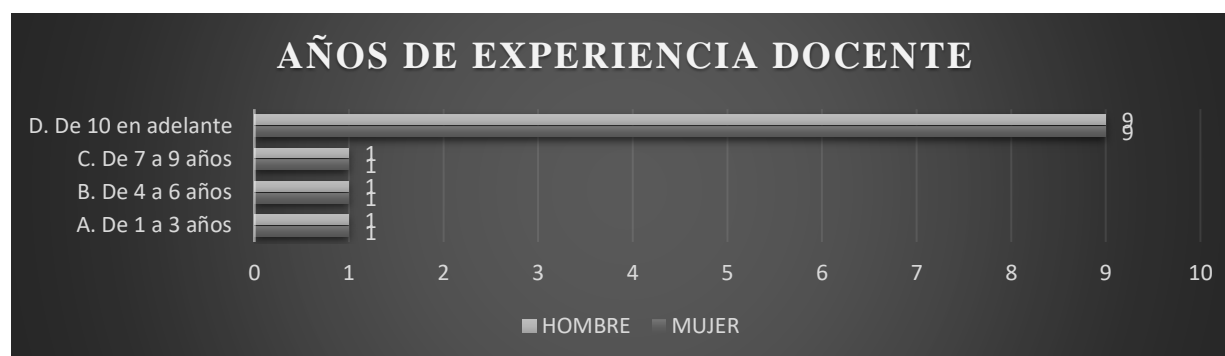 AÑOS DE EXPERIENCIA DOCENTE
D. De 10 en adelante
9
9
C. De 7 a 9 años
1
1
B. De 4 a 6 años
1
1
A. De 1 a 3 años
1
1
0 1 2 3 4 5 6 7 8 9 10
HOMBRE MUJER